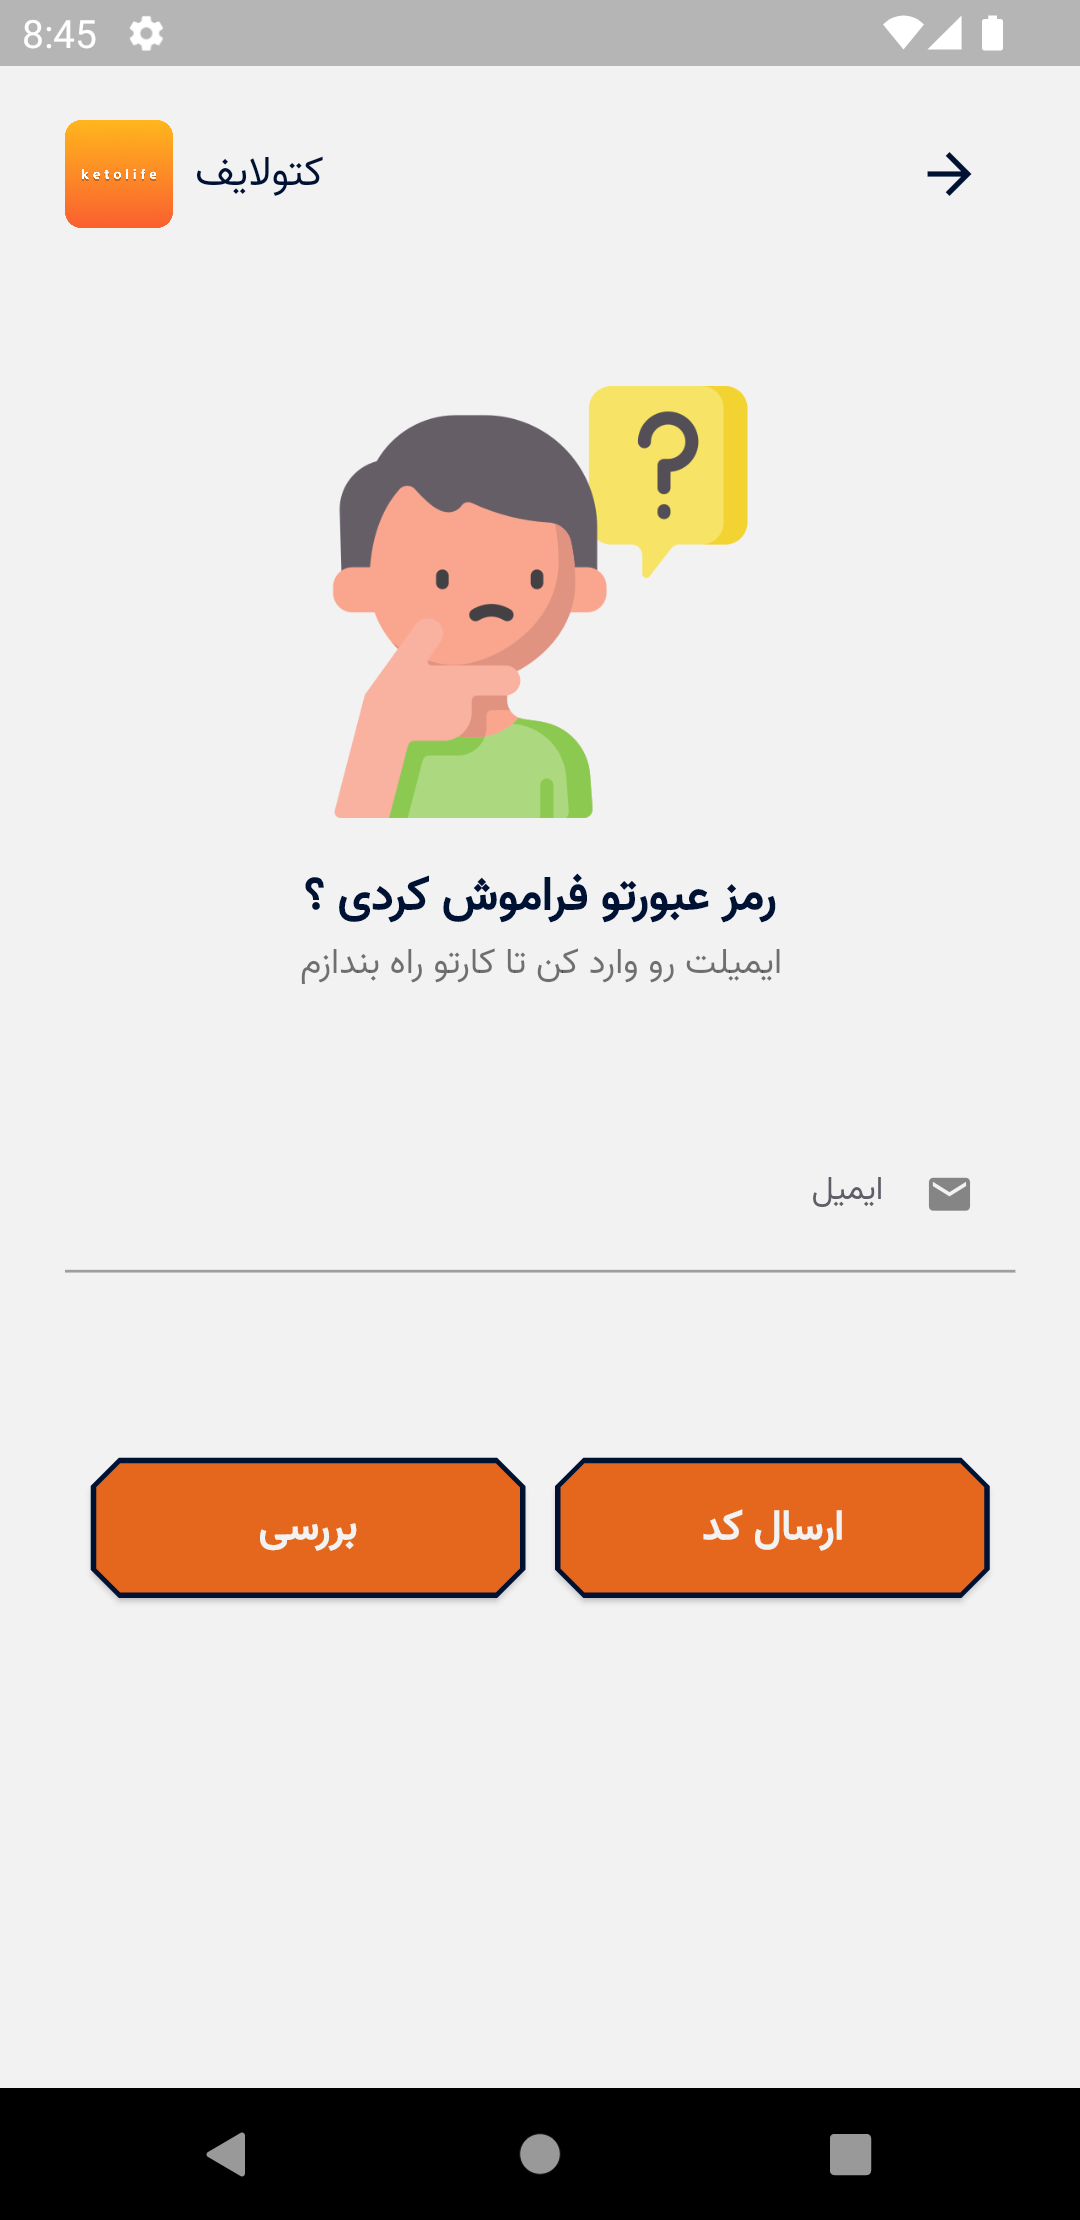 8:45
ketolife
کتولایف
?
رمز عبورتو فراموش کردی ؟
ایمیلت رو وارد کن تا کارتو راه بندازم
ایمیل
ارسال کد
بررسی